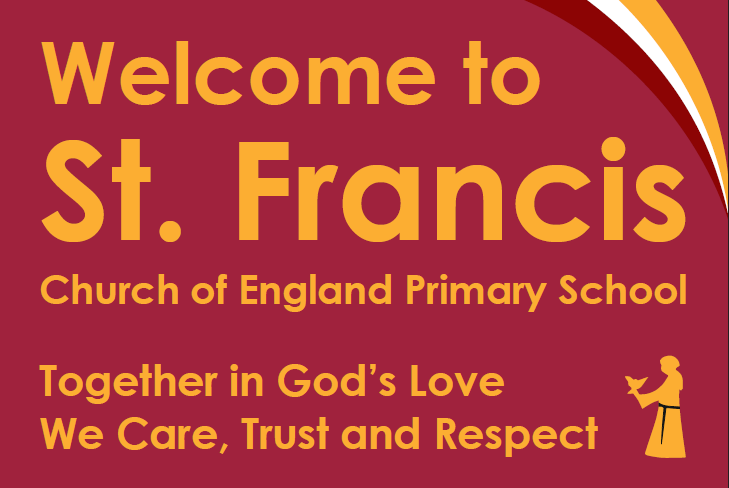 Welcome to
St. Francis
Church of England Primary School
Together in God’s Love
We Care, Trust and Respect